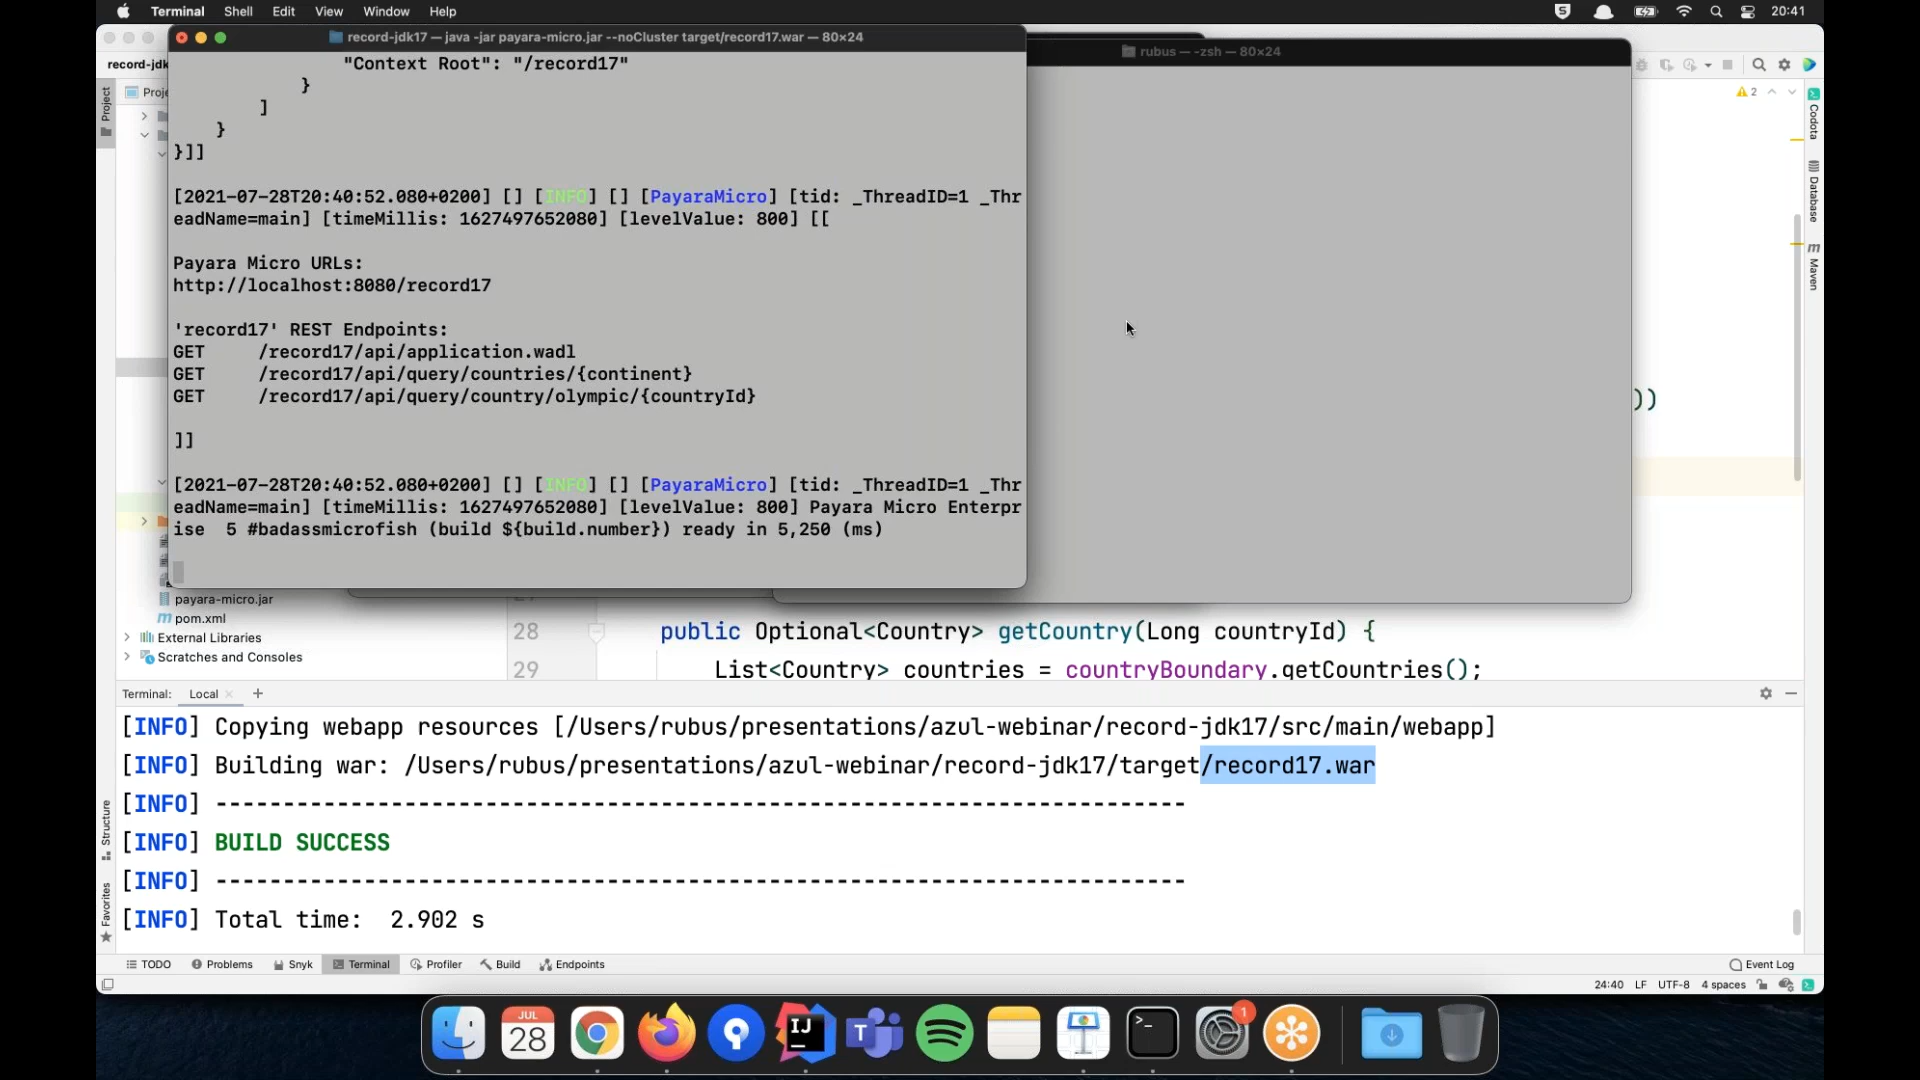 Terminal Shell Edit View Window Help 20:41
record-jdk17 — java -jar payara-micro.jar --noCluster target/record17.war — 80×24
rubus — -zsh — 80×24
record-jdk
Proje
Project
2
Codota
Database
Maven
"Context Root": "/record17"
}
]
}
}]]
[2021-07-28T20:40:52.080+0200] [] [INFO] [] [PayaraMicro] [tid: _ThreadID=1 _Thr
eadName=main] [timeMillis: 1627497652080] [levelValue: 800] [[
Payara Micro URLs:
http://localhost:8080/record17
'record17' REST Endpoints:
GET /record17/api/application.wadl
GET /record17/api/query/countries/{continent}
GET /record17/api/query/country/olympic/{countryId}
))
]]
[2021-07-28T20:40:52.080+0200] [] [INFO] [] [PayaraMicro] [tid: _ThreadID=1 _Thr
eadName=main] [timeMillis: 1627497652080] [levelValue: 800] Payara Micro Enterpr
ise 5 #badassmicrofish (build ${build.number}) ready in 5,250 (ms)
payara-micro.jar
pom.xml
External Libraries
Scratches and Consoles
28 public Optional<Country> getCountry(Long countryId) {
29 List<Country> countries = countryBoundary.getCountries();
Terminal: Local
[INFO] Copying webapp resources [/Users/rubus/presentations/azul-webinar/record-jdk17/src/main/webapp]
[INFO] Building war: /Users/rubus/presentations/azul-webinar/record-jdk17/target/record17.war
[INFO] ------------------------------------------------------------------------
[INFO] BUILD SUCCESS
[INFO] ------------------------------------------------------------------------
[INFO] Total time: 2.902 s
Structure
Favorites
TODO Problems Snyk Terminal Profiler Build Endpoints Event Log
24:40 LF UTF-8 4 spaces
JUL
28
IJ
T
>_
1